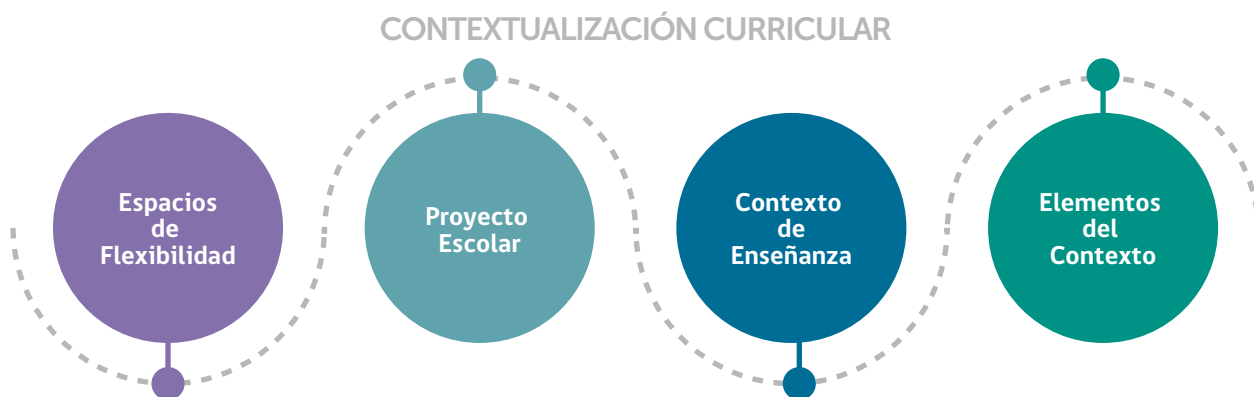 CONTEXTUALIZACIÓN CURRICULAR
Espacios
de
Flexibilidad
Proyecto
Escolar
Contexto
de
Enseñanza
Elementos
del
Contexto